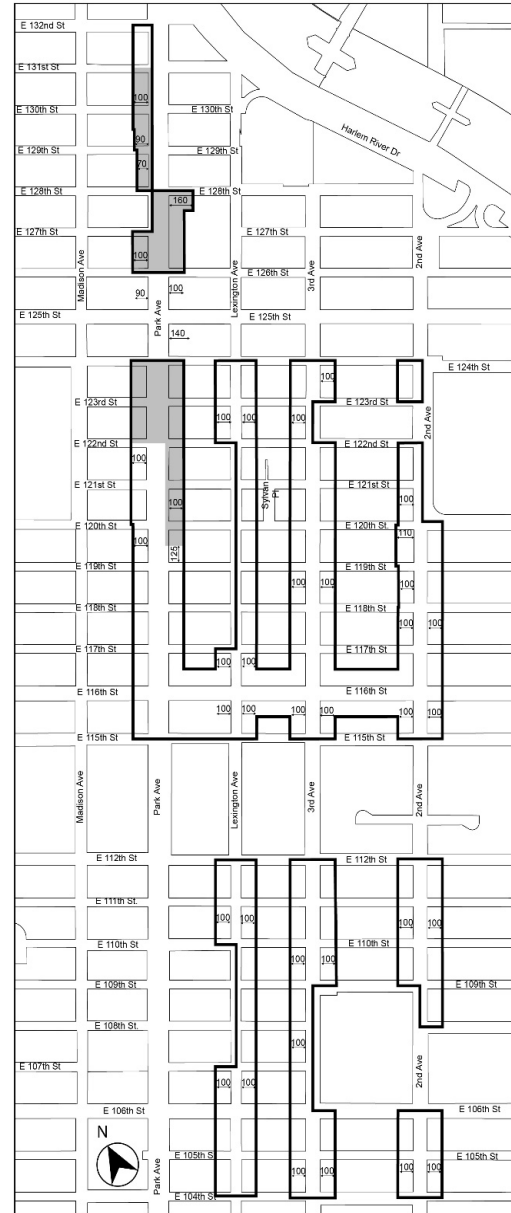 E 132nd St
E 131st St
100
E 130th St
E 130th St
Harlem River Dr
90
E 129th St
E 129th St
70
E 128th St
E 128th St
160
E 127th St
E 127th St
2nd Ave
100
Madison Ave
Lexington Ave
3rd Ave
E 126th St
90
100
Park Ave
E 125th St
E 125th St
140
E 124th St
100
E 123rd St
E 123rd St
100
100
100
2nd Ave
E 122nd St
E 122nd St
100
E 121st St
E 121st St
Sylvan Pl
100
100
E 120th St
E 120th St.
110
100
125
E 119th St
E 119th St
100
100
100
E 118th St
E 118th St
100
100
E 117th St
E 117th St
100
100
E 116th St
E 116th St
100
100
100
100
100
100
E 115th St
E 115th St
Madison Ave
Park Ave
Lexington Ave
3rd Ave
2nd Ave
E 112th St
E 112th St
E 111th St.
100
100
100
100
E 110th St
E 110th St
100
100
E 109th St
E 109th St
E 108th St.
100
E 107th St
2nd Ave
100
100
E 106th St
E 106th St
N
E 105th St
E 105th St
100
100
100
100
Park Ave
E 104th St